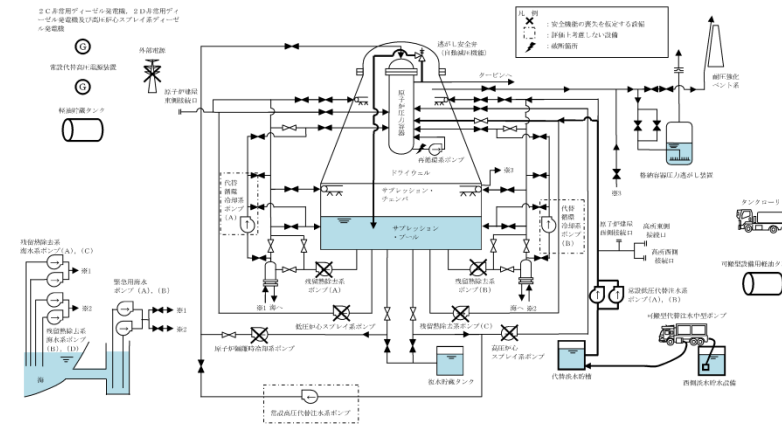 2C非常用ディーゼル発電機, 2D非常用ディ
ーゼル発電機及び高圧炉心スプレイ系ディーゼ
ル発電機
G
常設代替高圧電源装置
G
軽油貯蔵タンク
外部電源
原子炉建屋
東側接続口
逃がし安全弁
(自動減圧機能)
凡 例
:安全機能の喪失を仮定する設備
:評価上考慮しない設備
:破断箇所
タービンへ
耐圧強化
ベント系
原子炉圧力容器
再循環系ポンプ
格納容器圧力逃がし装置
※3
ドライウェル
※3
代替
循環
冷却系
ポンプ
(A)
サプレッション・
チェンバ
サプレッション
・プール
代替
循環
冷却系
ポンプ
(B)
原子炉建屋
西側接続口
高所東側
接続口
高所西側
接続口
タンクローリ
可搬型設備用軽油タ
残留熱除去系
海水系ポンプ(A),(C)
※1
※2
残留熱除去系
海水系ポンプ
(B),(D)
緊急用海水
ポンプ(A),(B)
※1
※2
海
残留熱除去系
ポンプ(A)
残留熱除去系
ポンプ(B)
※1 海へ
海へ ※2
低圧炉心スプレイ系ポンプ
残留熱除去系ポンプ(C)
原子炉隔離時冷却系ポンプ
高圧炉心
スプレイ系ポンプ
常設低圧代替注水系
ポンプ(A),(B)
可搬型代替注水中型ポンプ
復水貯蔵タンク
代替淡水貯槽
西側淡水貯水設備
常設高圧代替注水系ポンプ